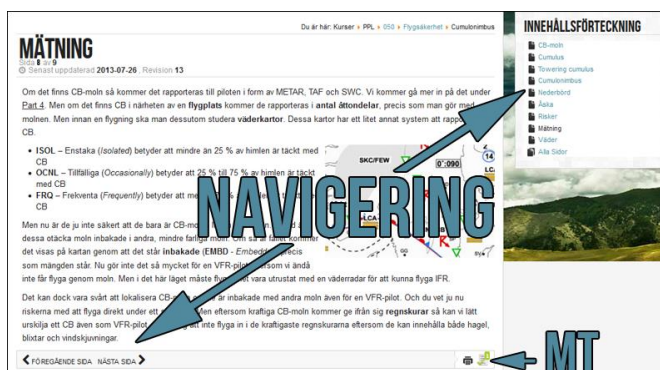 Du är här: Kurser ▸ PPL ▸ 050 ▸ Flygsäkerhet ▸ Cumulonimbus
MÄTNING
Sida 8 av 9
Senast uppdaterad 2013-07-26 , Revision 13
Om det finns CB-moln så kommer det rapporteras till piloten i form av METAR, TAF och SWC. Vi kommer gå mer in på det under
Part 4. Men om det finns CB i närheten av en flygplats kommer de rapporteras i antal åttondelar, precis som man gör med
molnen. Men innan en flygning ska man dessutom studera väderkartor. Dessa kartor har ett litet annat system att
CB.
• ISOL – Enstaka (Isolated) betyder att mindre än 25 % av himlen är täckt med
CB
• OCNL – Tillfälliga (Occasionally) betyder att 25 % till 75 % av himlen är täckt
med CB
• FRQ – Frekventa (Frequently) betyder att
CB
SKC/FEW
0°:090
14
LCA
NAVIGERING
Men nu är de ju inte säkert att de bara är
dessa otäcka moln inbakade i andra, mindre farliga moln. Om så är fallet kommer
det visas på kartan genom att det står inbakade (EMBD - Embedded) precis
som mängden står. Nu gör inte det så mycket för en VFR-pilot eftersom vi ändå
inte får flyga genom moln. Men i det här läget måste vara utrustat med en väderradar för att kunna flyga IFR.
Det kan dock vara svårt att lokalisera är inbakade med andra moln även för en VFR-pilot. Och du vet ju nu
riskerna med att flyga direkt under ett Men eftersom kraftiga CB-moln kommer ge ifrån sig regnskurar så kan vi lätt
urskilja ett CB även som VFR-pilot. att inte flyga in i de kraftigaste regnskurarna eftersom de kan innehålla både hagel,
blixtar och vindskjuvningar.
FÖREGÅENDE SIDA NÄSTA SIDA
INNEHÅLLSFÖRTECKNING
CB-moln
Cumulus
Towering cumulus
Cumulonimbus
Nederbörd
Åska
Risker
Mätning
Väder
Alla Sidor
MT